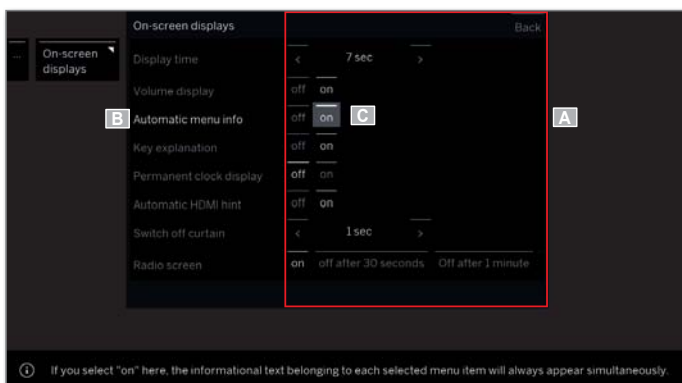 On-screen displays Back
... On-screen displays
Display time < 7 sec >
Volume display off on
B Automatic menu info off on C A
Key explanation off on
Permanent clock display off on
Automatic HDMI hint off on
Switch off curtain < 1 sec >
Radio screen on off after 30 seconds Off after 1 minute
i If you select "on" here, the informational text belonging to each selected menu item will always appear simultaneously.